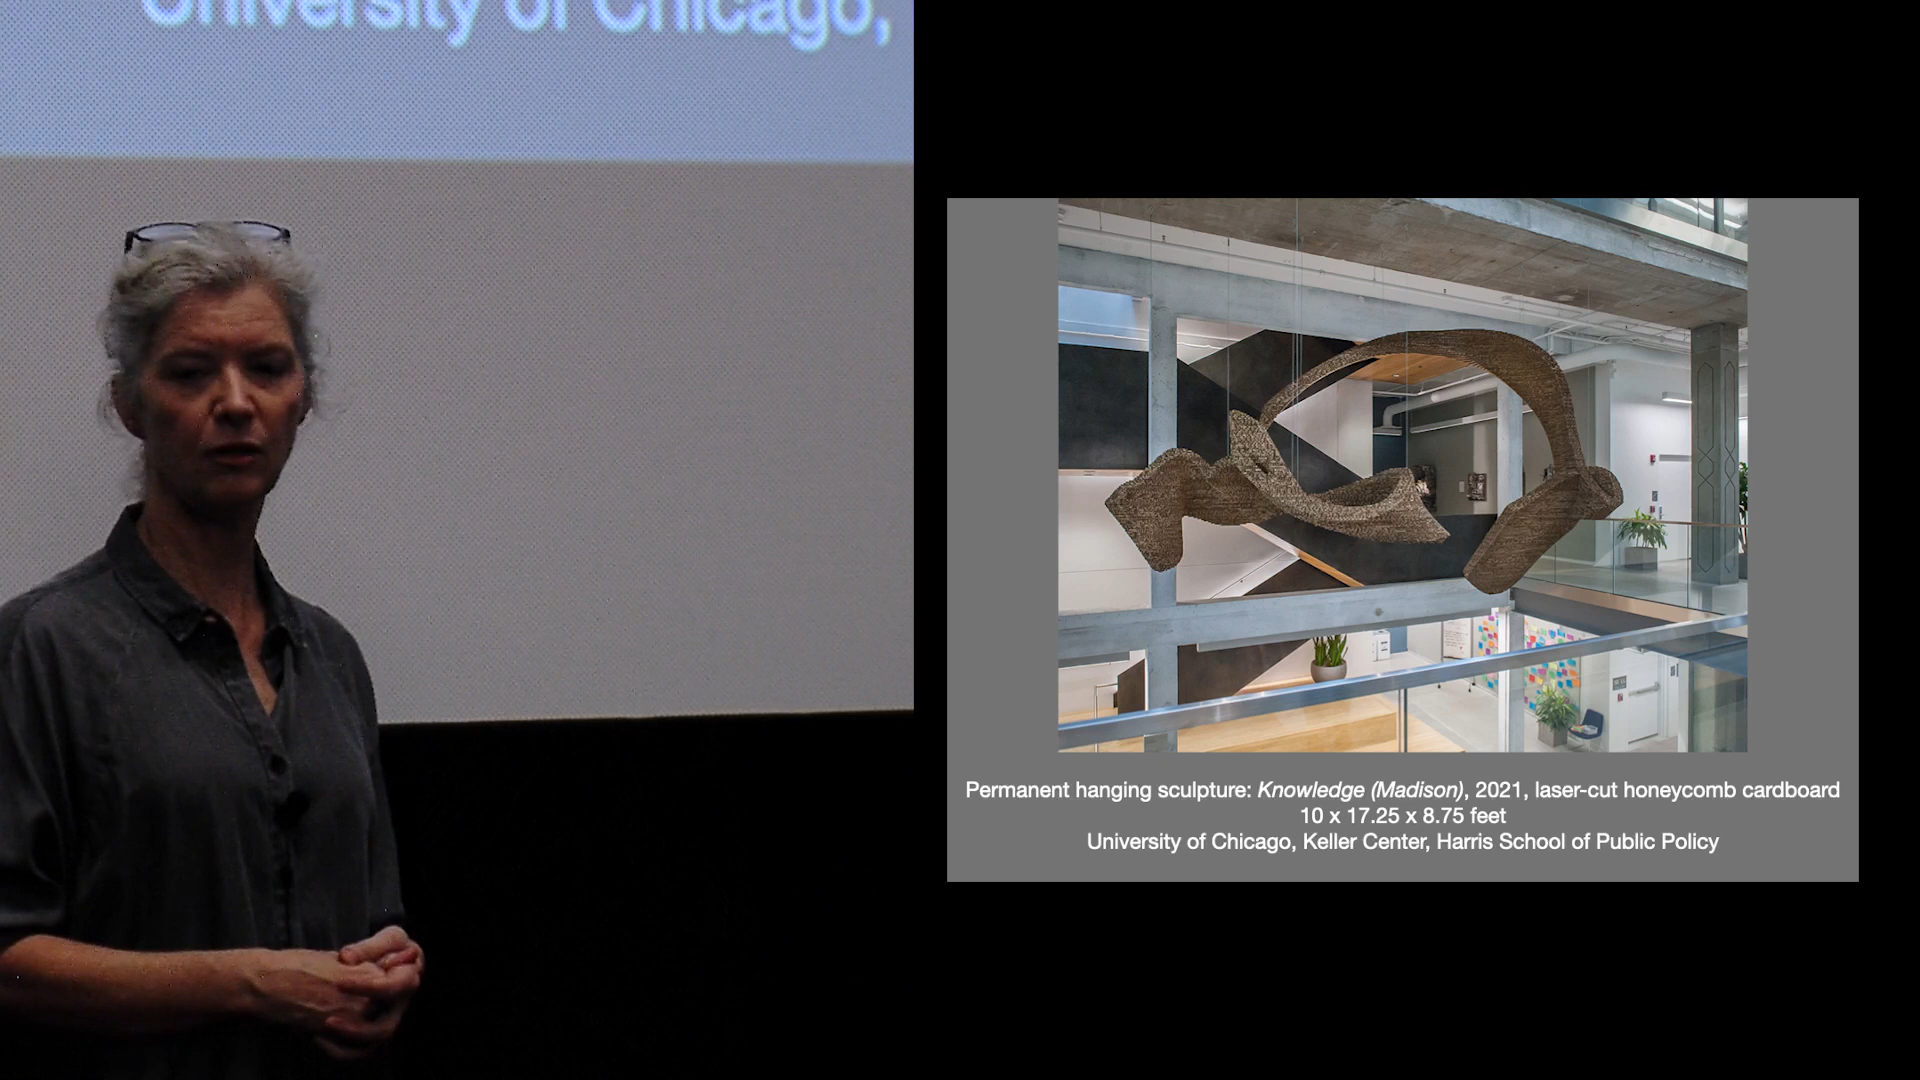 University of Chicago,
Permanent hanging sculpture: Knowledge (Madison), 2021, laser-cut honeycomb cardboard
10 x 17.25 x 8.75 feet
University of Chicago, Keller Center, Harris School of Public Policy